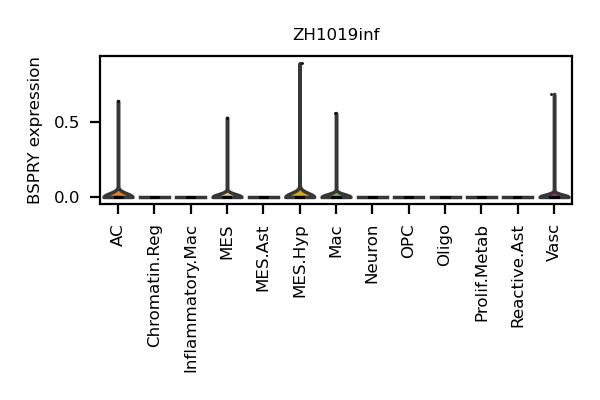 ZH1019inf
BSPRY expression
0.5
0.0
AC
Chromatin.Reg
Inflammatory.Mac
MES
MES.Ast
MES.Hyp
Mac
Neuron
OPC
Oligo
Prolif.Metab
Reactive.Ast
Vasc